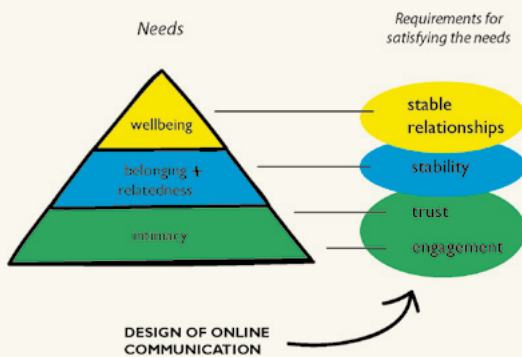 Needs
Requirements for
satisfying the needs
wellbeing
stable
relationships
belonging +
relatedness
stability
intimacy
trust
engagement
DESIGN OF ONLINE
COMMUNICATION